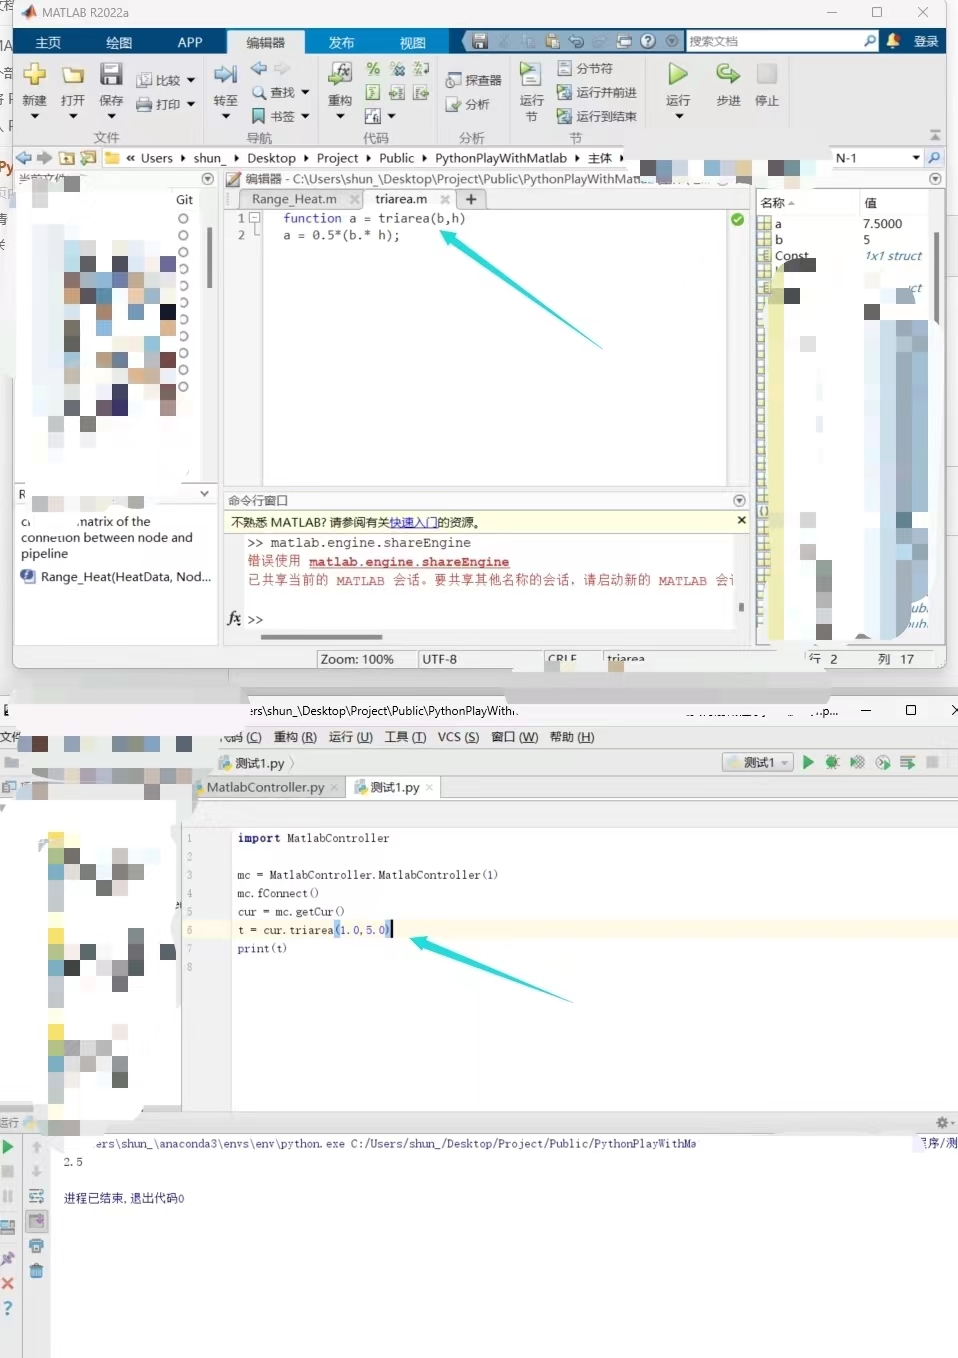 MATLAB R2022a
主页 绘图 APP 编辑器 发布 视图 搜索文档 登录
新建 打开 保存 比较 打印 转至 查找 书签 重构 探查器 分析 运行节 分节符 运行并前进 运行到结束 运行 步进 停止
文件 导航 代码 分析 节
« Users ▸ shun_ ▸ Desktop ▸ Project ▸ Public ▸ PythonPlayWithMatlab ▸ 主体 ▸ N-1
编辑器 - C:\Users\shun_\Desktop\Project\Public\PythonPlayWithMatlab
Git
Range_Heat.m triarea.m
1 function a = triarea(b,h)
2 a = 0.5*(b.* h);
名称 值
a 7.5000
b 5
Const 1x1 struct
命令行窗口
不熟悉 MATLAB? 请参阅有关快速入门的资源。
>> matlab.engine.shareEngine
错误使用 matlab.engine.shareEngine
已共享当前的 MATLAB 会话。要共享其他名称的会话，请启动新的 MATLAB 会
fx >>
matrix of the
connetion between node and
pipeline
Range_Heat(HeatData, Nod...
Zoom: 100% UTF-8 CRLF triarea 行 2 列 17
ers\shun_\Desktop\Project\Public\PythonPlayWith
代码 (C) 重构 (R) 运行 (U) 工具 (T) VCS (S) 窗口 (W) 帮助 (H)
测试1.py 测试1
MatlabController.py 测试1.py
1 import MatlabController
2
3 mc = MatlabController.MatlabController(1)
4 mc.fConnect()
5 cur = mc.getCur()
6 t = cur.triarea(1.0,5.0)
7 print(t)
8
运行
ers\shun_\anaconda3\envs\env\python.exe C:/Users/shun_/Desktop/Project/Public/PythonPlayWithMa 程序/测
2.5
进程已结束,退出代码0